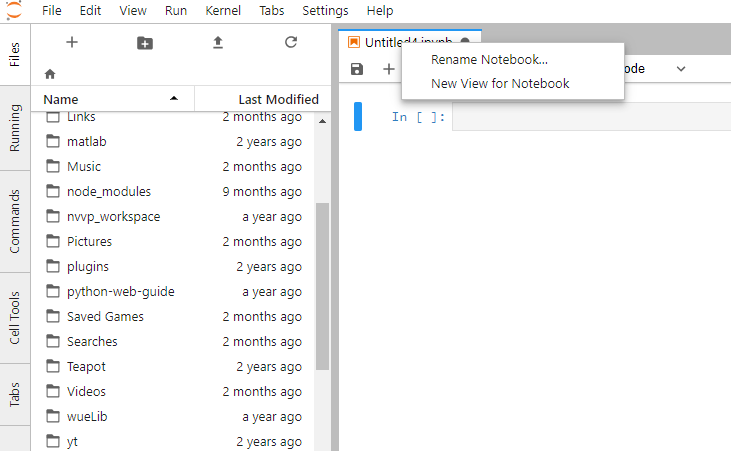 File Edit View Run Kernel Tabs Settings Help
Files
Running
Commands
Cell Tools
Tabs
Name Last Modified
Links 2 months ago
matlab 2 years ago
Music 2 months ago
node_modules 9 months ago
nvvp_workspace a year ago
Pictures 2 months ago
plugins 2 years ago
python-web-guide a year ago
Saved Games 2 months ago
Searches 2 months ago
Teapot 2 years ago
Videos 2 months ago
wueLib a year ago
yt 2 years ago
Untitled4.ipynb
Rename Notebook...
New View for Notebook
ode
In [ ]: